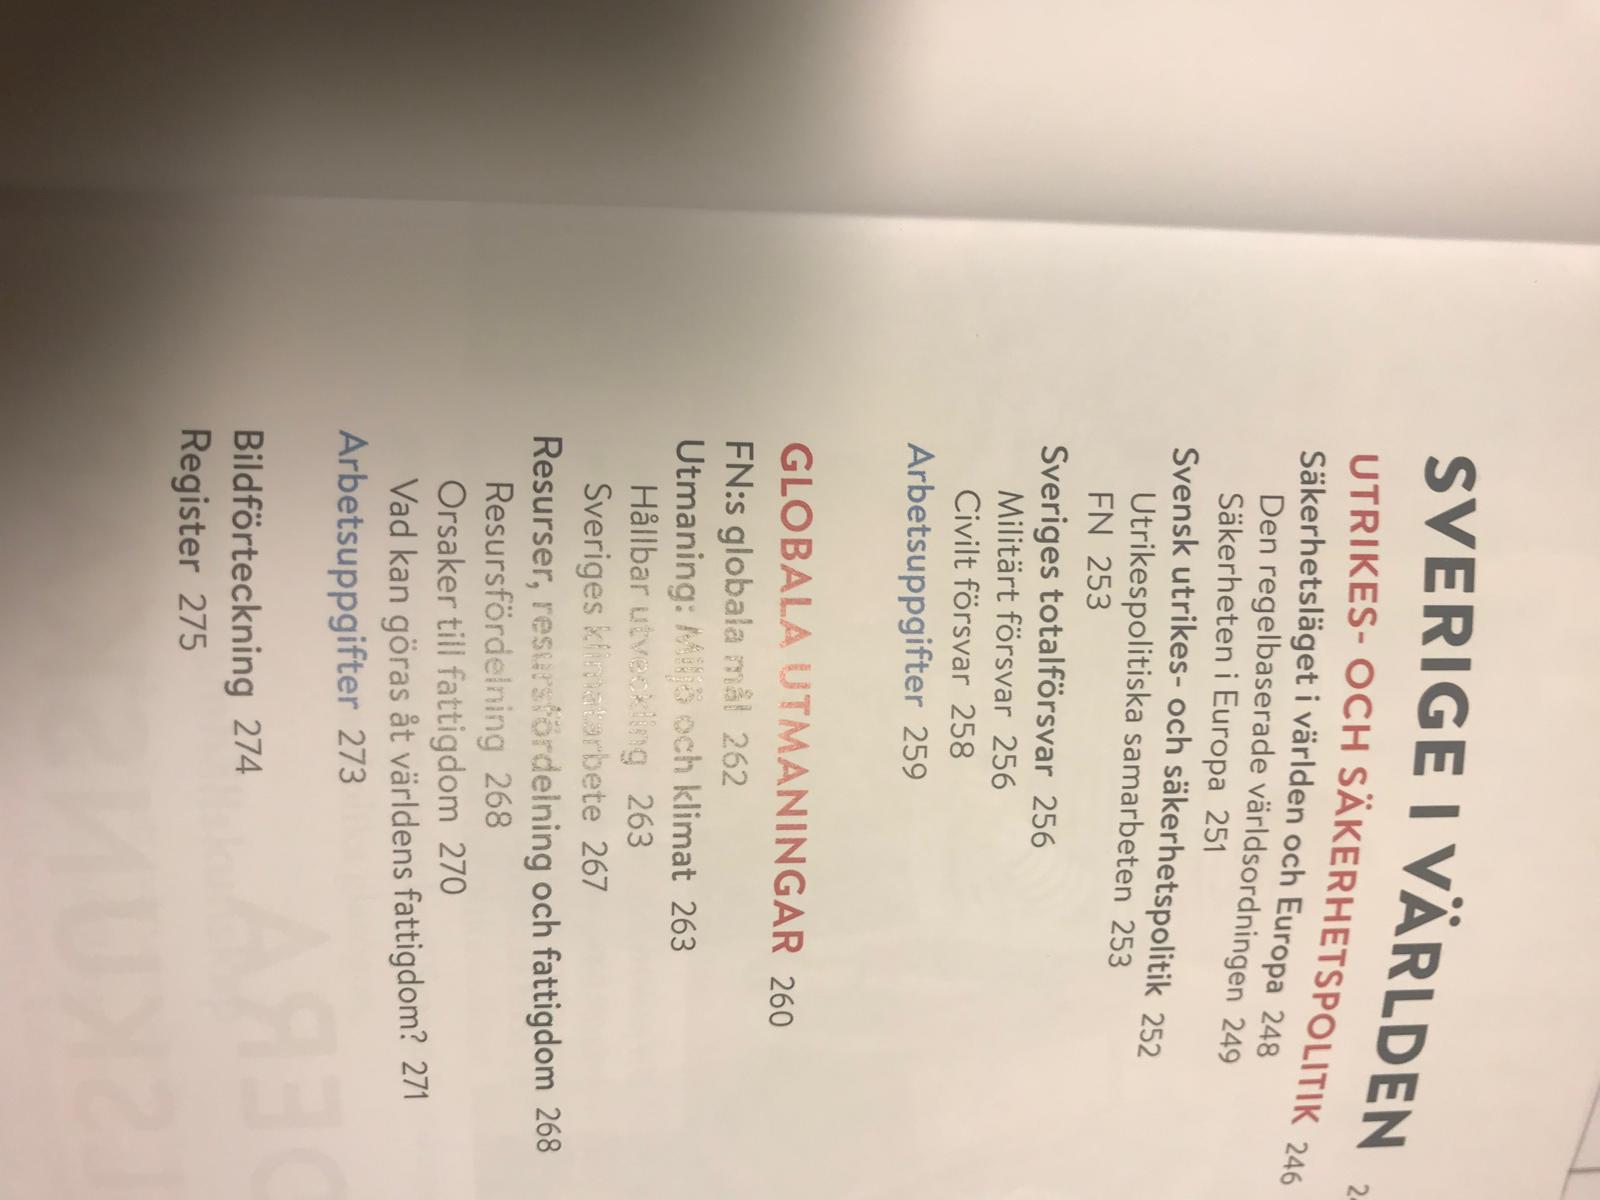 SVERIGE I VÄRLDEN
UTRIKES- OCH SÄKERHETSPOLITIK 246
Säkerhetsläget i världen och Europa 248
Den regelbaserade världsordningen 249
Säkerheten i Europa 251
Svensk utrikes- och säkerhetspolitik 252
Utrikespolitiska samarbeten 253
FN 253
Sveriges totalförsvar 256
Militärt försvar 256
Civilt försvar 258
Arbetsuppgifter 259
GLOBALA UTMANINGAR 260
FN:s globala mål 262
Utmaning: Miljö och klimat 263
Hållbar utveckling 263
Sveriges klimatarbete 267
Resurser, resursfördelning och fattigdom 268
Resursfördelning 268
Orsaker till fattigdom 270
Vad kan göras åt världens fattigdom? 271
Arbetsuppgifter 273
Bildförteckning 274
Register 275